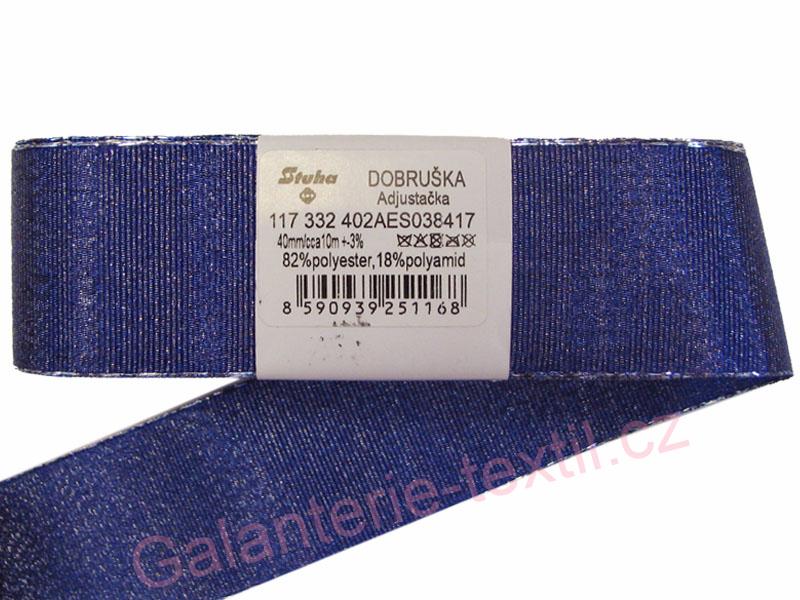 Stuha
DOBRUŠKA
Adjustačka
117 332 402AES038417
40mm/cca10m +-3%
82%polyester,18%polyamid
8 590939 251168
Galanterie-textil.cz